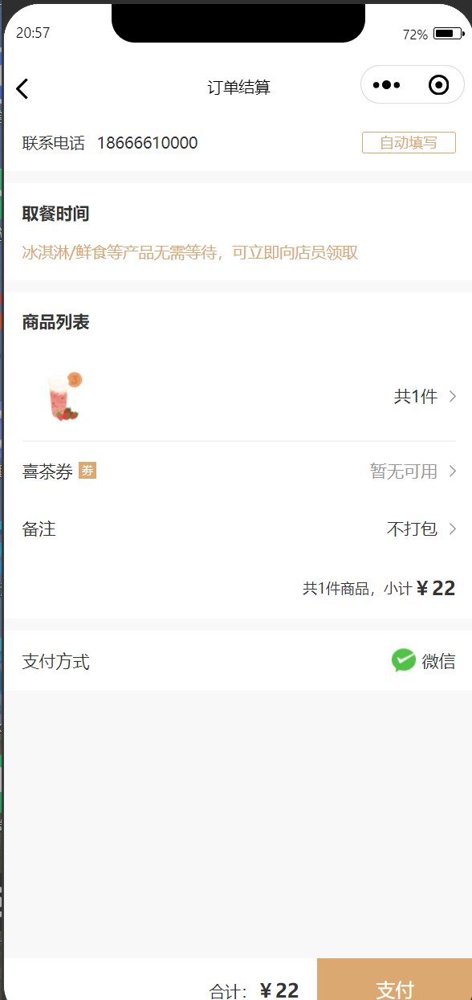 20:57
72%
订单结算
联系电话 18666610000
自动填写
取餐时间
冰淇淋/鲜食等产品无需等待，可立即向店员领取
商品列表
3
共1件
喜茶券 券
暂无可用
备注
不打包
共1件商品，小计 ¥ 22
支付方式
微信
合计： ¥ 22
支付